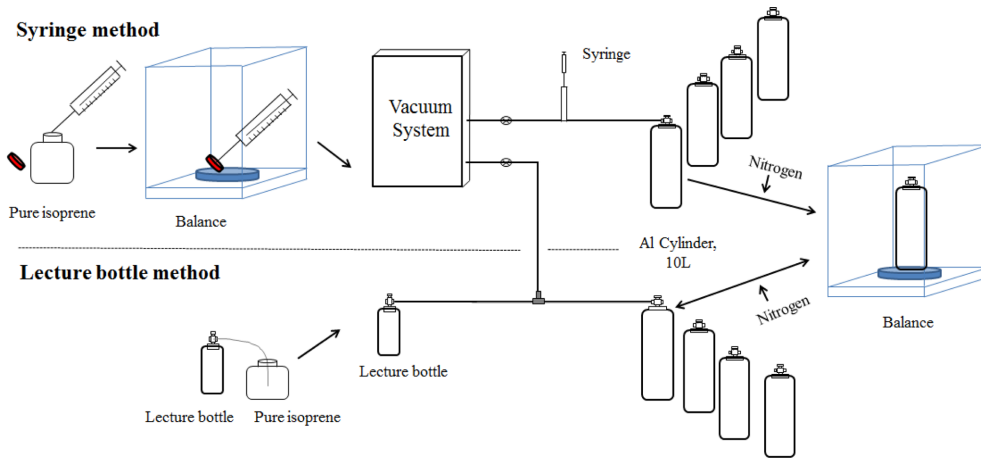 Syringe method
Syringe
Vacuum
System
Nitrogen
Pure isoprene
Balance
Al Cylinder,
10L
Lecture bottle method
Nitrogen
Balance
Lecture bottle
Lecture bottle
Pure isoprene